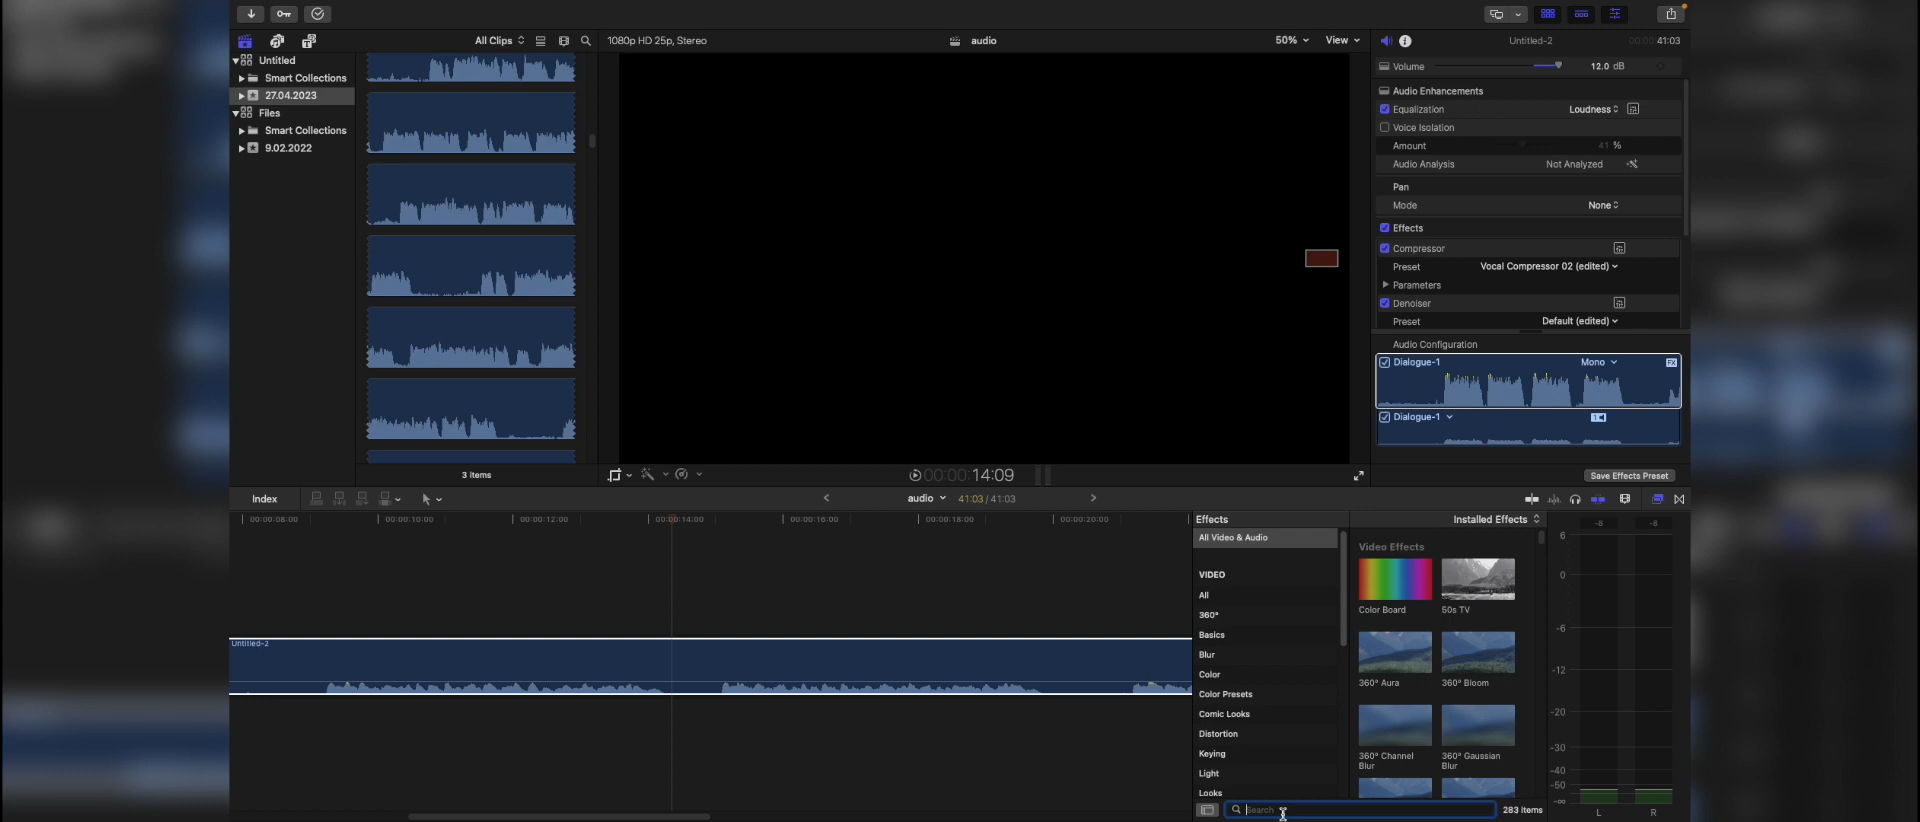 All Clips
1080p HD 25p, Stereo
audio
50%
View
Untitled-2
00:00:41:03
Untitled
Smart Collections
27.04.2023
Files
Smart Collections
9.02.2022
3 items
Volume
12.0 dB
Audio Enhancements
Equalization
Loudness
Voice Isolation
Amount
41 %
Audio Analysis
Not Analyzed
Pan
Mode
None
Effects
Compressor
Preset
Vocal Compressor 02 (edited)
Parameters
Denoiser
Preset
Default (edited)
Audio Configuration
Dialogue-1
Mono
FX
Dialogue-1
Save Effects Preset
00:00:14:09
Index
audio
41:03 / 41:03
00:00:08:00
00:00:10:00
00:00:12:00
00:00:14:00
00:00:16:00
00:00:18:00
00:00:20:00
Untitled-2
Effects
Installed Effects
All Video & Audio
VIDEO
All
360°
Basics
Blur
Color
Color Presets
Comic Looks
Distortion
Keying
Light
Looks
Video Effects
Color Board
50s TV
360° Aura
360° Bloom
360° Channel Blur
360° Gaussian Blur
Search
283 items
-8
-8
6
0
-6
-12
-20
-30
-40
-50
-∞
L
R